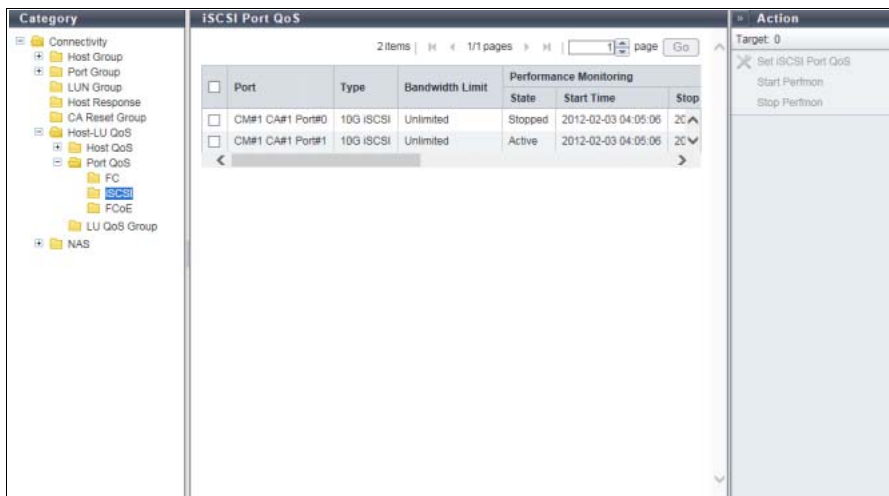 Category
Connectivity
Host Group
Port Group
LUN Group
Host Response
CA Reset Group
Host-LU QoS
Host QoS
Port QoS
FC
iSCSI
FCoE
LU QoS Group
NAS
iSCSI Port QoS
2 items | 1/1 pages | 1 page Go
Port Type Bandwidth Limit Performance Monitoring
State Start Time Stop
CM#1 CA#1 Port#0 10G iSCSI Unlimited Stopped 2012-02-03 04:05:06 20
CM#1 CA#1 Port#1 10G iSCSI Unlimited Active 2012-02-03 04:05:06 20
» Action
Target: 0
Set iSCSI Port QoS
Start Perfmon
Stop Perfmon